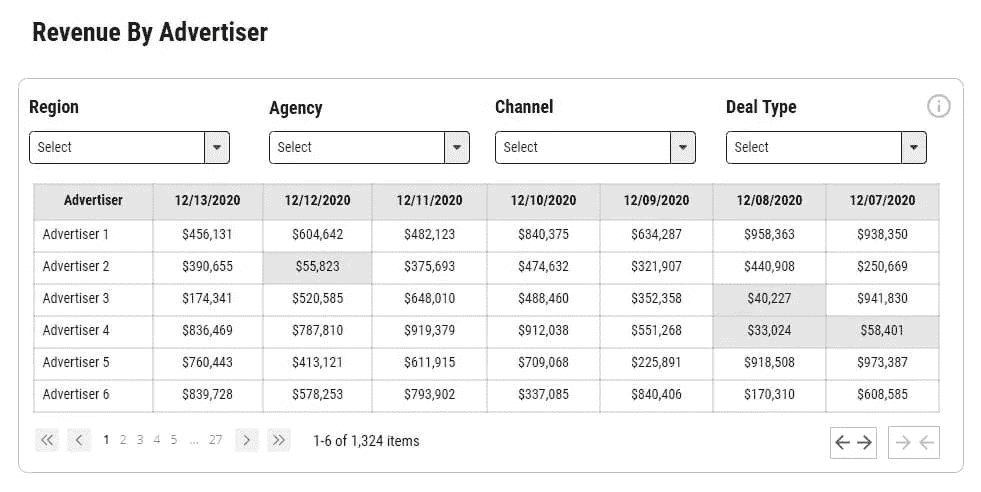 Revenue By Advertiser
Region Agency Channel Deal Type
Select Select Select Select
Advertiser 12/13/2020 12/12/2020 12/11/2020 12/10/2020 12/09/2020 12/08/2020 12/07/2020
Advertiser 1 $456,131 $604,642 $482,123 $840,375 $634,287 $958,363 $938,350
Advertiser 2 $390,655 $55,823 $375,693 $474,632 $321,907 $440,908 $250,669
Advertiser 3 $174,341 $520,585 $648,010 $488,460 $352,358 $40,227 $941,830
Advertiser 4 $836,469 $787,810 $919,379 $912,038 $551,268 $33,024 $58,401
Advertiser 5 $760,443 $413,121 $611,915 $709,068 $225,891 $918,508 $973,387
Advertiser 6 $839,728 $578,253 $793,902 $337,085 $840,406 $170,310 $608,585
1 2 3 4 5 ... 27 1-6 of 1,324 items